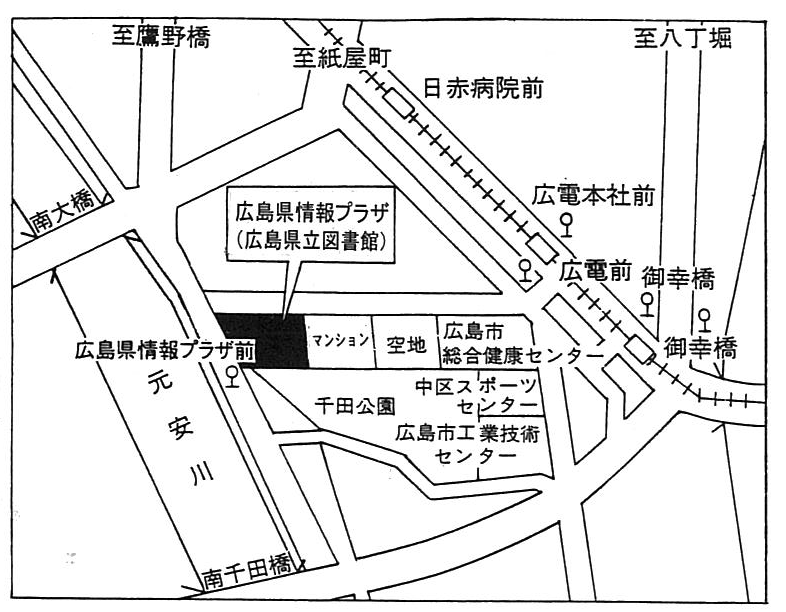 至鷹野橋
至紙屋町
至八丁堀
日赤病院前
南大橋
広電本社前
広島県情報プラザ
(広島県立図書館)
広電前
御幸橋
広島県情報プラザ前
マンション
空地
広島市
総合健康センター
御幸橋
元安川
千田公園
中区スポーツ
センター
広島市工業技術
センター
南千田橋